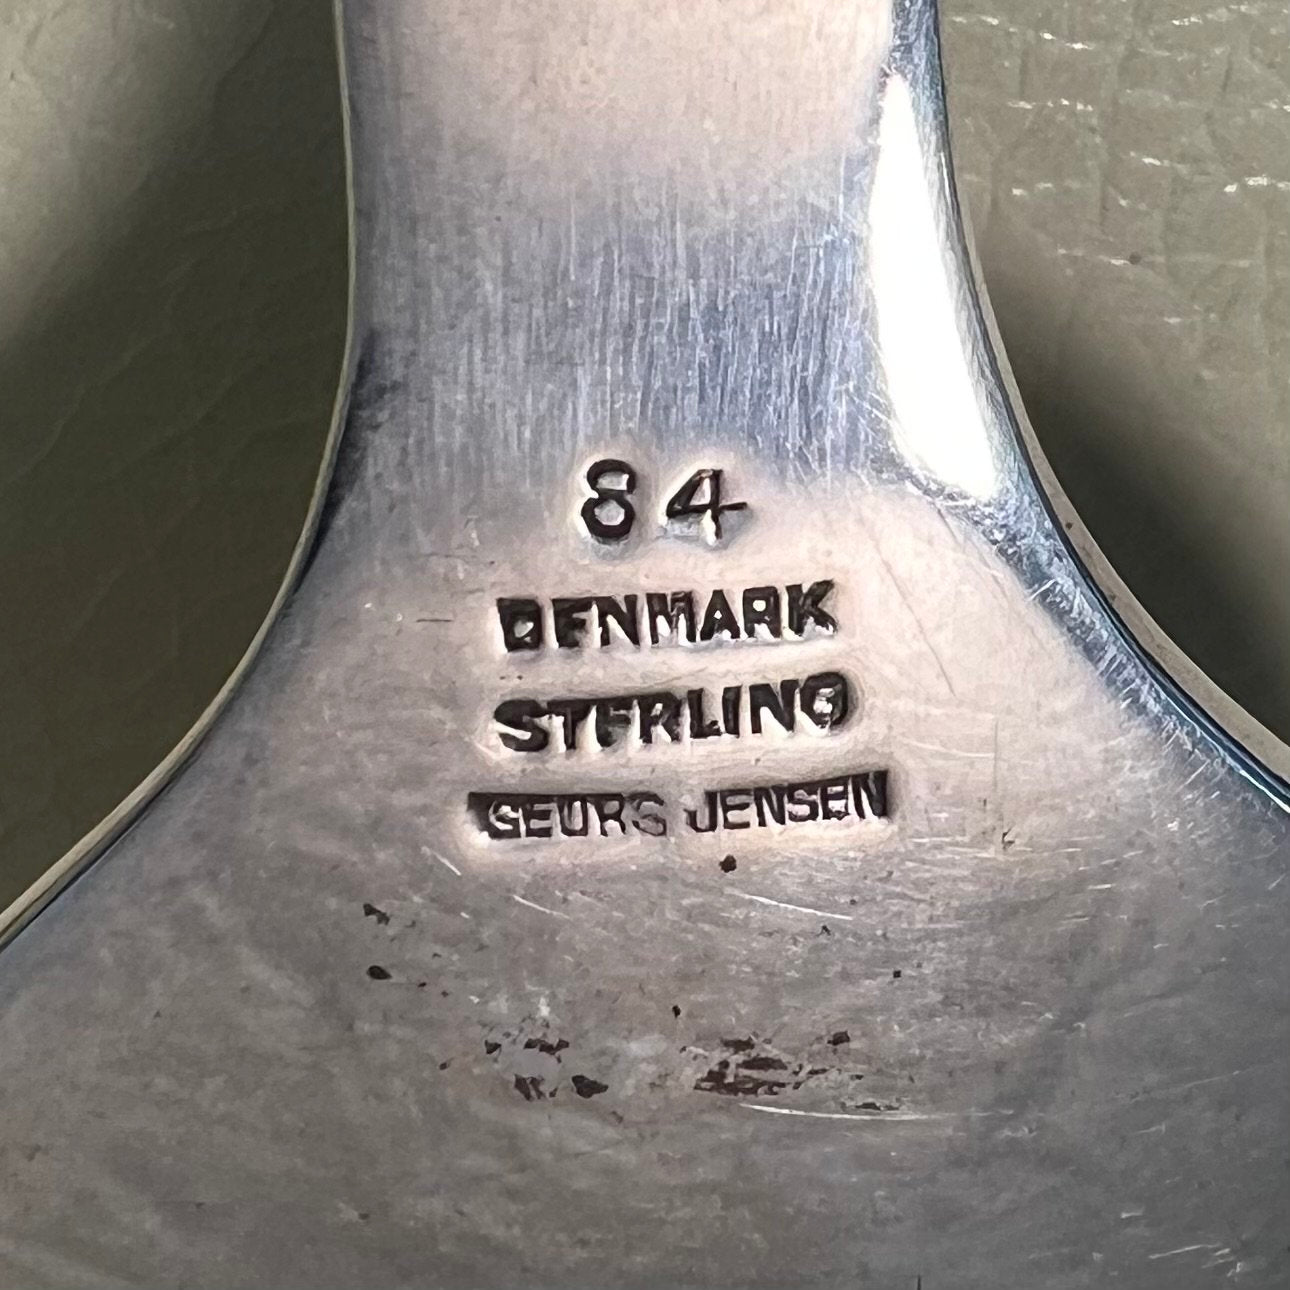 84
DENMARK
STERLING
GEORG JENSEN